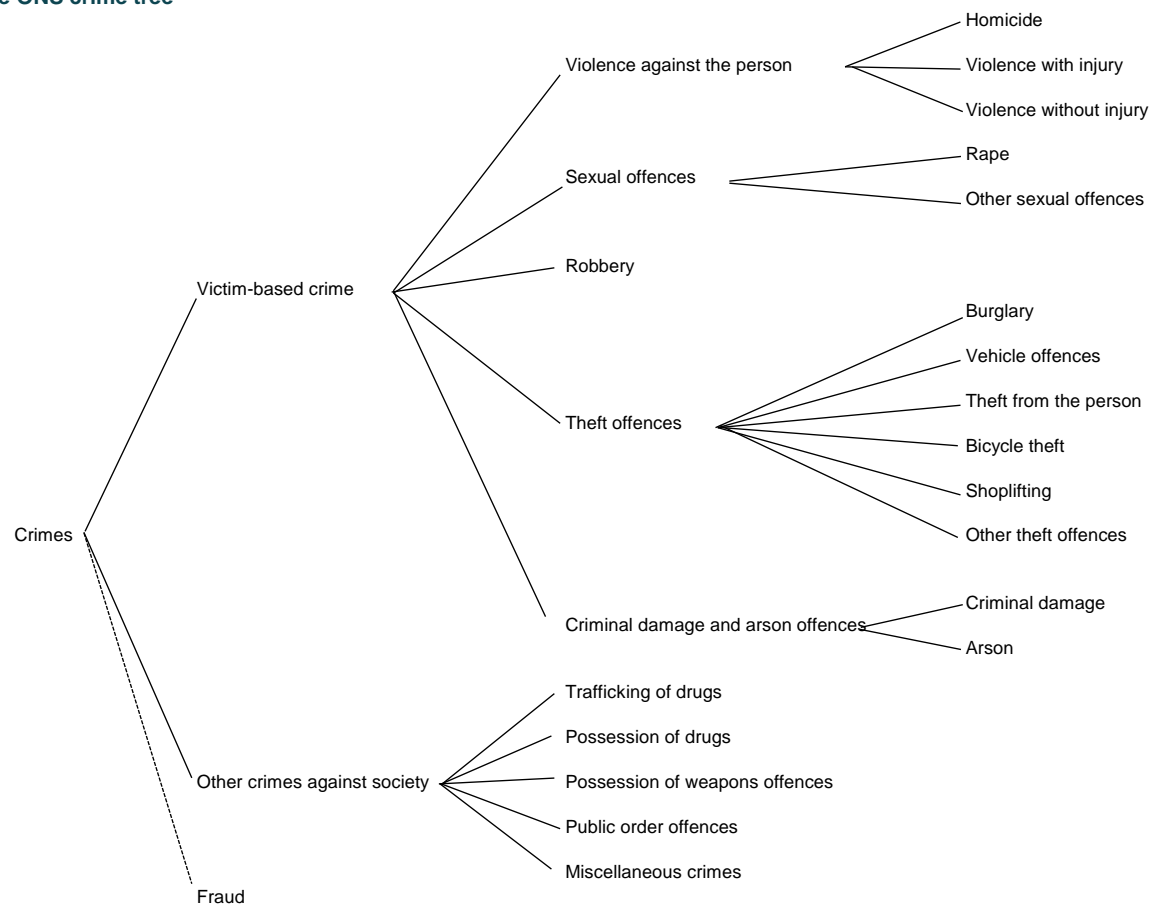 ONS crime tree
Homicide
Violence against the person
Violence with injury
Violence without injury
Rape
Sexual offences
Other sexual offences
Robbery
Victim-based crime
Burglary
Vehicle offences
Theft from the person
Theft offences
Bicycle theft
Shoplifting
Crimes
Other theft offences
Criminal damage
Criminal damage and arson offences
Arson
Trafficking of drugs
Possession of drugs
Other crimes against society
Possession of weapons offences
Public order offences
Miscellaneous crimes
Fraud